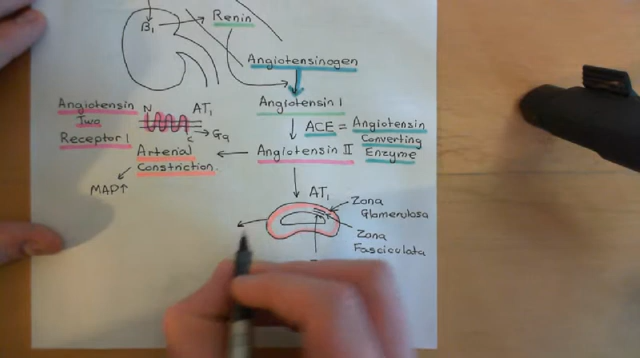 β1 → Renin
Angiotensinogen
Angiotensin I
Angiotensin
Two
Receptor 1
N
AT1
C
Gq
ACE = Angiotensin
Converting
Enzyme
Angiotensin II
Arterial
Constriction
MAP↑
AT1
Zona
Glomerulosa
Zona
Fasciculata